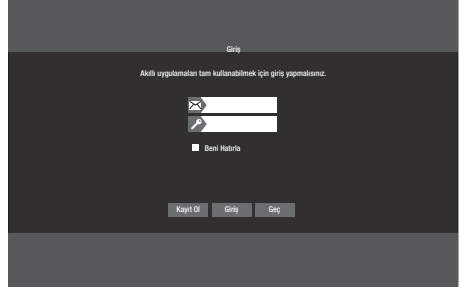 Giriş
Akıllı uygulamaları tam kullanabilmek için giriş yapmalısınız.
Beni Hatırla
Kayıt Ol Giriş Geç